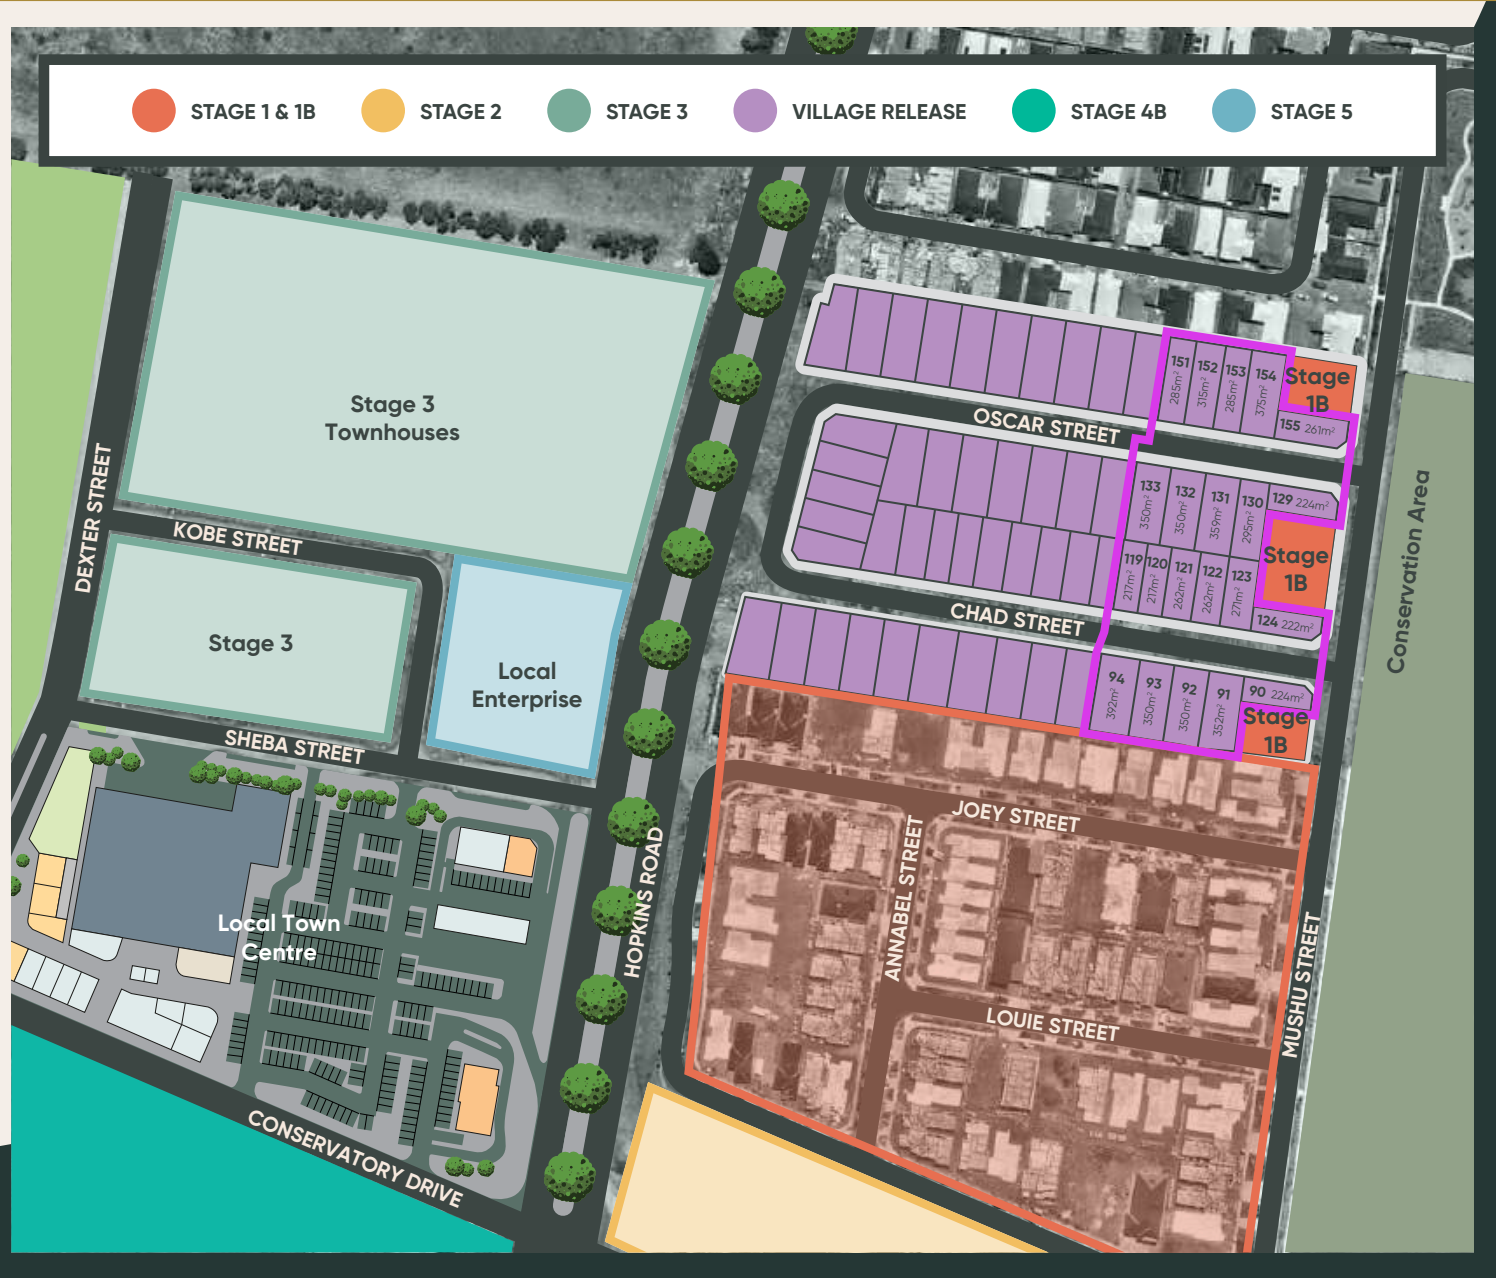 STAGE 1 & 1B
STAGE 2
STAGE 3
VILLAGE RELEASE
STAGE 4B
STAGE 5
Stage 3
Townhouses
DEXTER STREET
KOBE STREET
Stage 3
Local
Enterprise
SHEBA STREET
Local Town
Centre
CONSERVATORY DRIVE
HOPKINS ROAD
151
285m²
152
315m²
153
285m²
154
375m²
Stage
1B
155 261m²
OSCAR STREET
133
350m²
132
350m²
131
359m²
130
295m²
129 224m²
Stage
1B
119
217m²
120
217m²
121
262m²
122
262m²
123
271m²
124 222m²
CHAD STREET
94
392m²
93
350m²
92
350m²
91
352m²
90 224m²
Stage
1B
Conservation Area
JOEY STREET
ANNABEL STREET
LOUIE STREET
MUSHU STREET